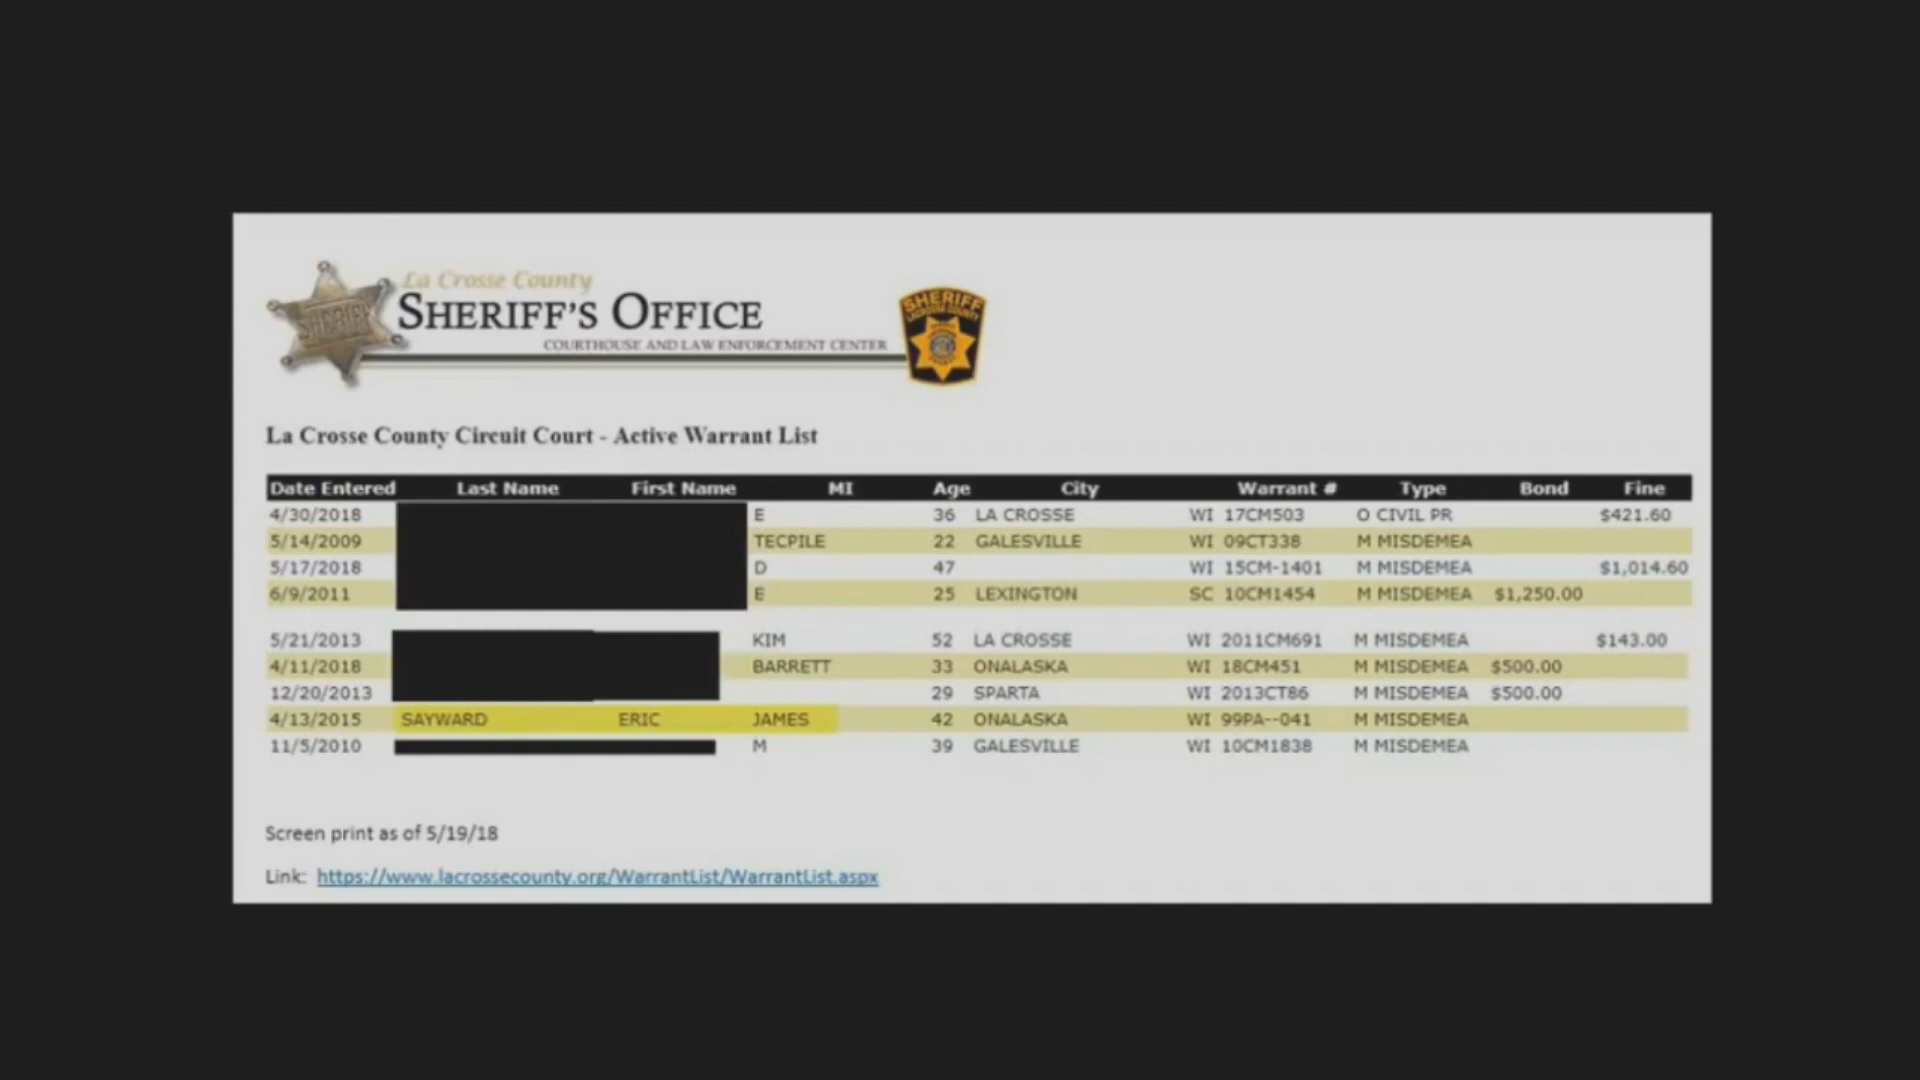 La Crosse County
SHERIFF'S OFFICE
COURTHOUSE AND LAW ENFORCEMENT CENTER
SHERIFF
SHERIFF
LACROSSE COUNTY
La Crosse County Circuit Court - Active Warrant List
Date Entered Last Name First Name MI Age City Warrant # Type Bond Fine
4/30/2018 E 36 LA CROSSE WI 17CM503 O CIVIL PR $421.60
5/14/2009 TECPILE 22 GALESVILLE WI 09CT338 M MISDEMEA
5/17/2018 D 47 WI 15CM-1401 M MISDEMEA $1,014.60
6/9/2011 E 25 LEXINGTON SC 10CM1454 M MISDEMEA $1,250.00
5/21/2013 KIM 52 LA CROSSE WI 2011CM691 M MISDEMEA $143.00
4/11/2018 BARRETT 33 ONALASKA WI 18CM451 M MISDEMEA $500.00
12/20/2013 29 SPARTA WI 2013CT86 M MISDEMEA $500.00
4/13/2015 SAYWARD ERIC JAMES 42 ONALASKA WI 99PA--041 M MISDEMEA
11/5/2010 M 39 GALESVILLE WI 10CM1838 M MISDEMEA
Screen print as of 5/19/18
Link: https://www.lacrossecounty.org/WarrantList/WarrantList.aspx